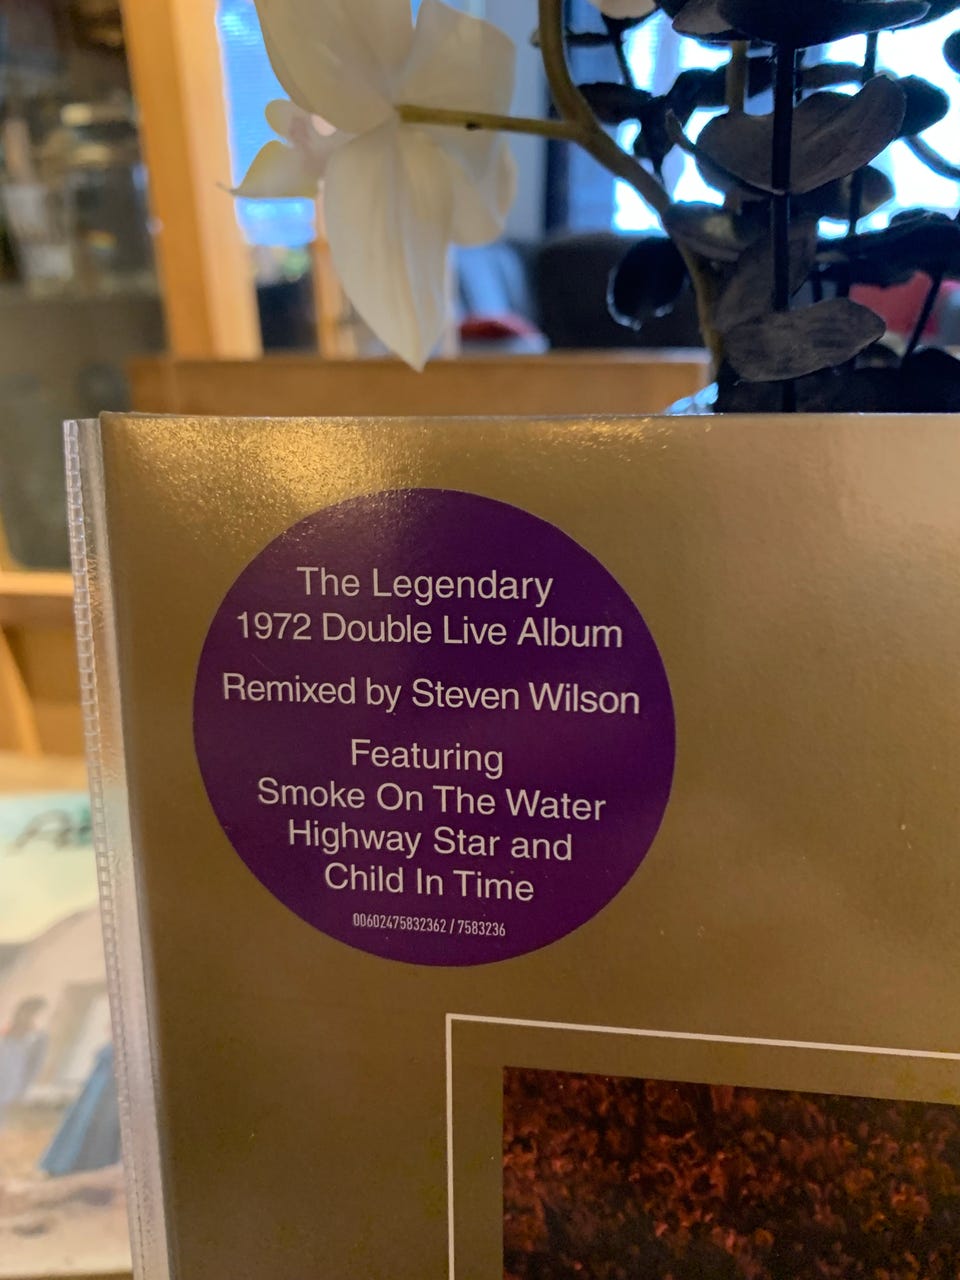 The Legendary
1972 Double Live Album
Remixed by Steven Wilson
Featuring
Smoke On The Water
Highway Star and
Child In Time
00602475832362 / 7583236